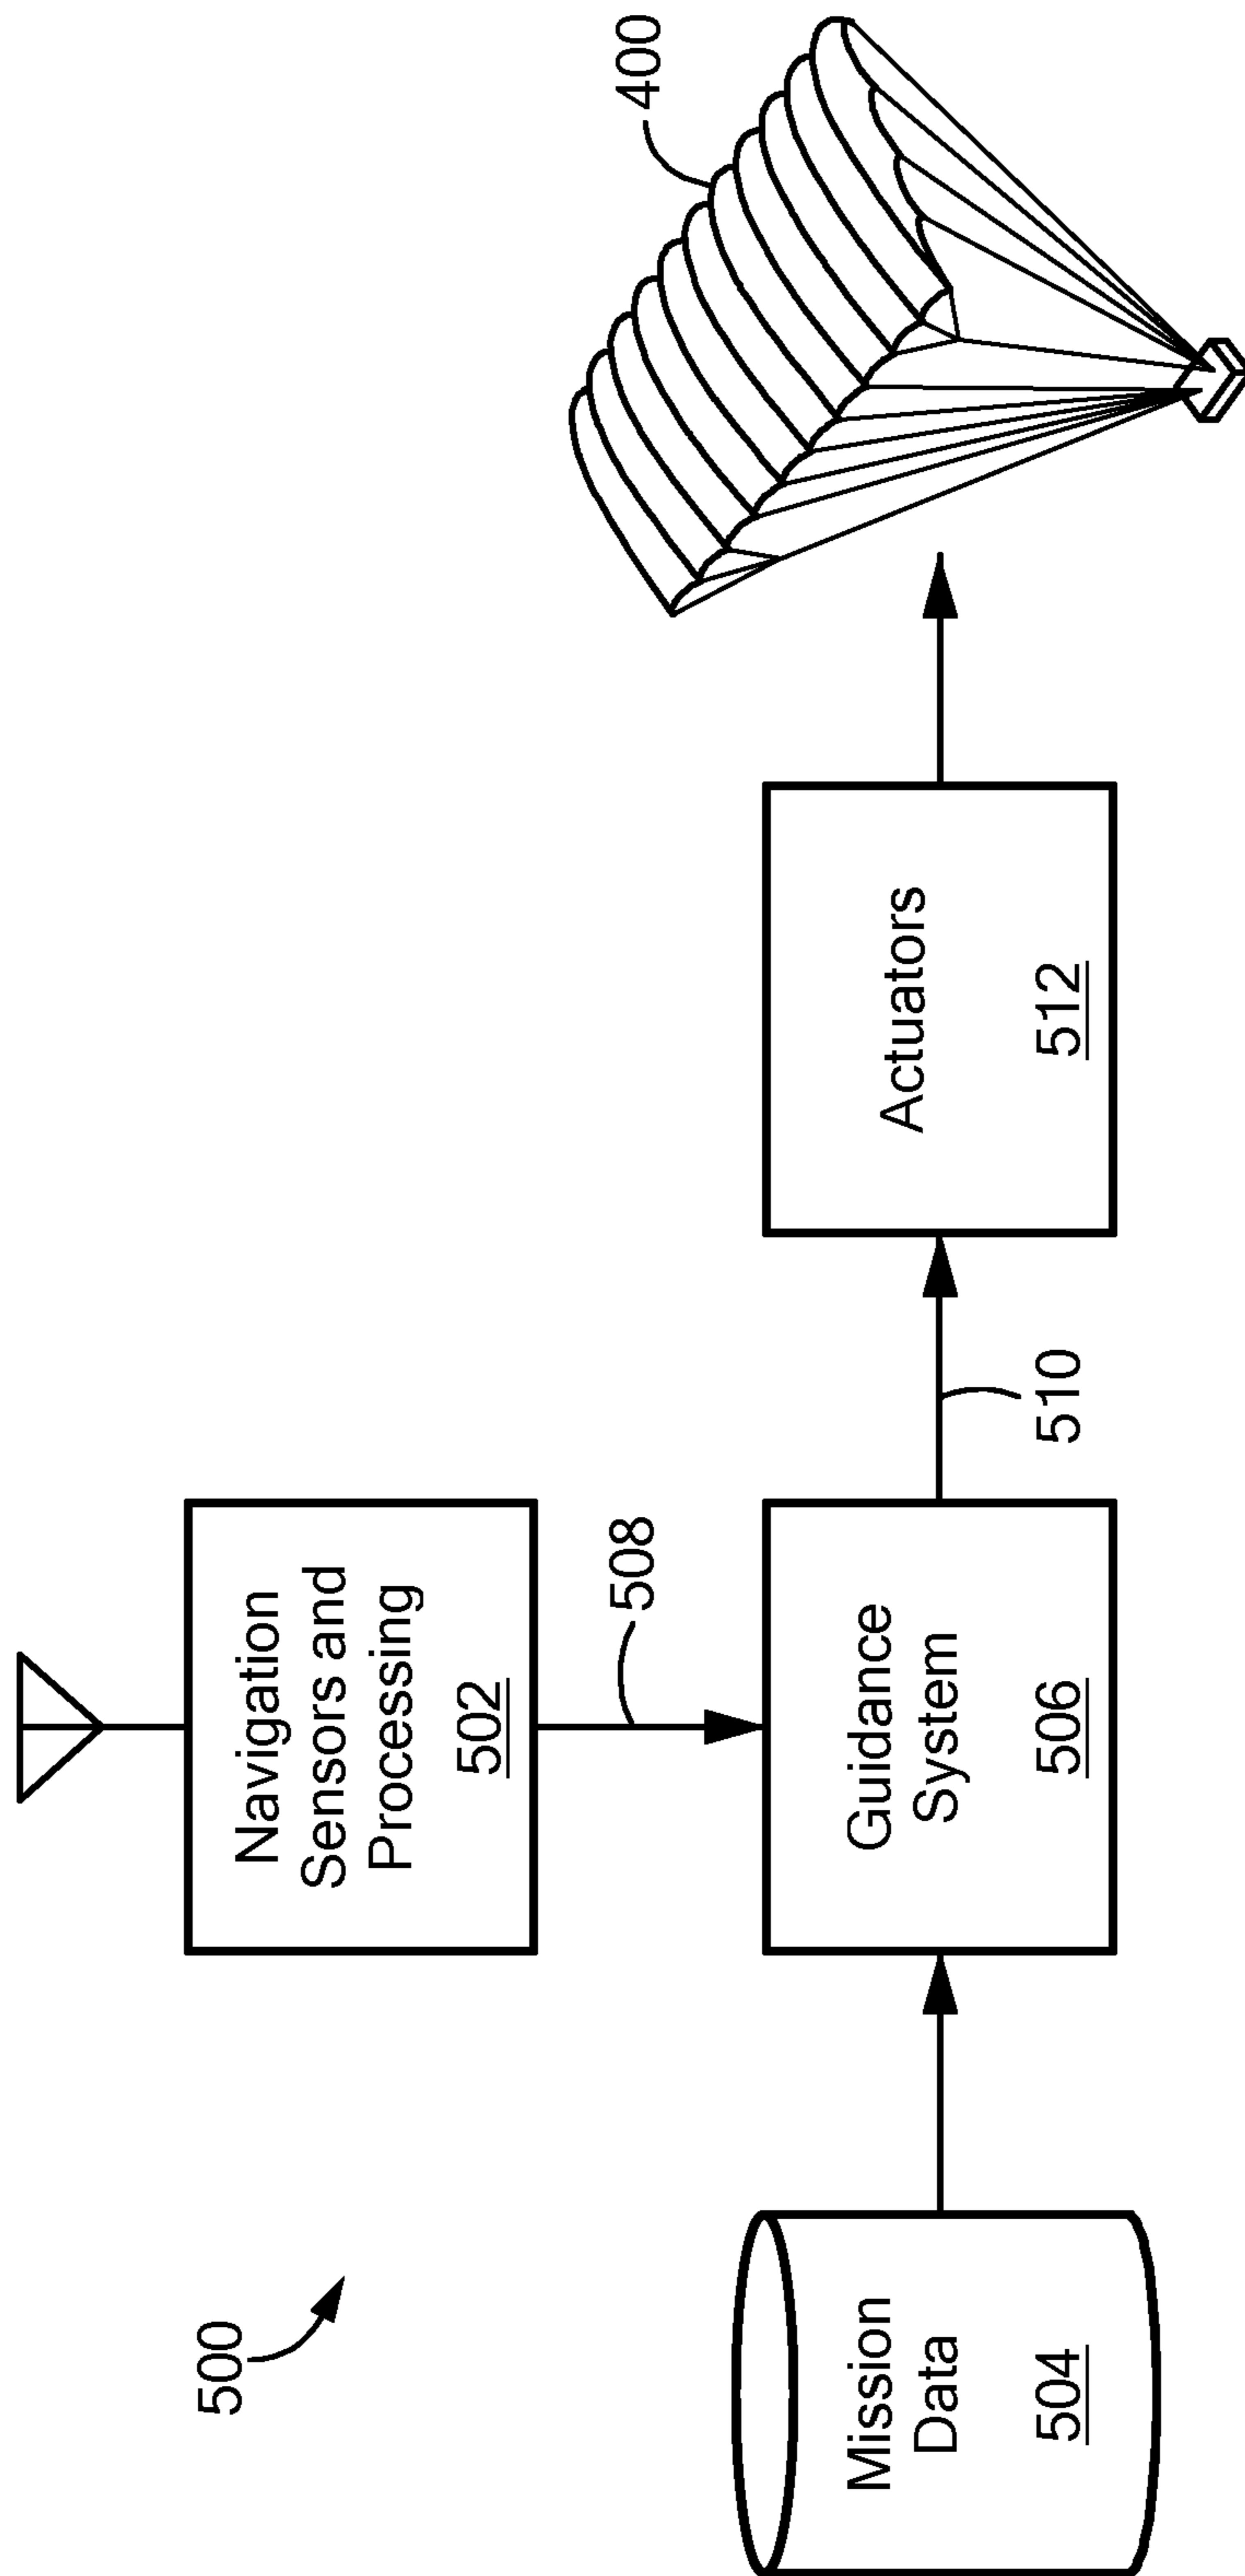 500
Navigation
Sensors and
Processing
502
508
400
Mission
Data
504
Guidance
System
506
510
Actuators
512